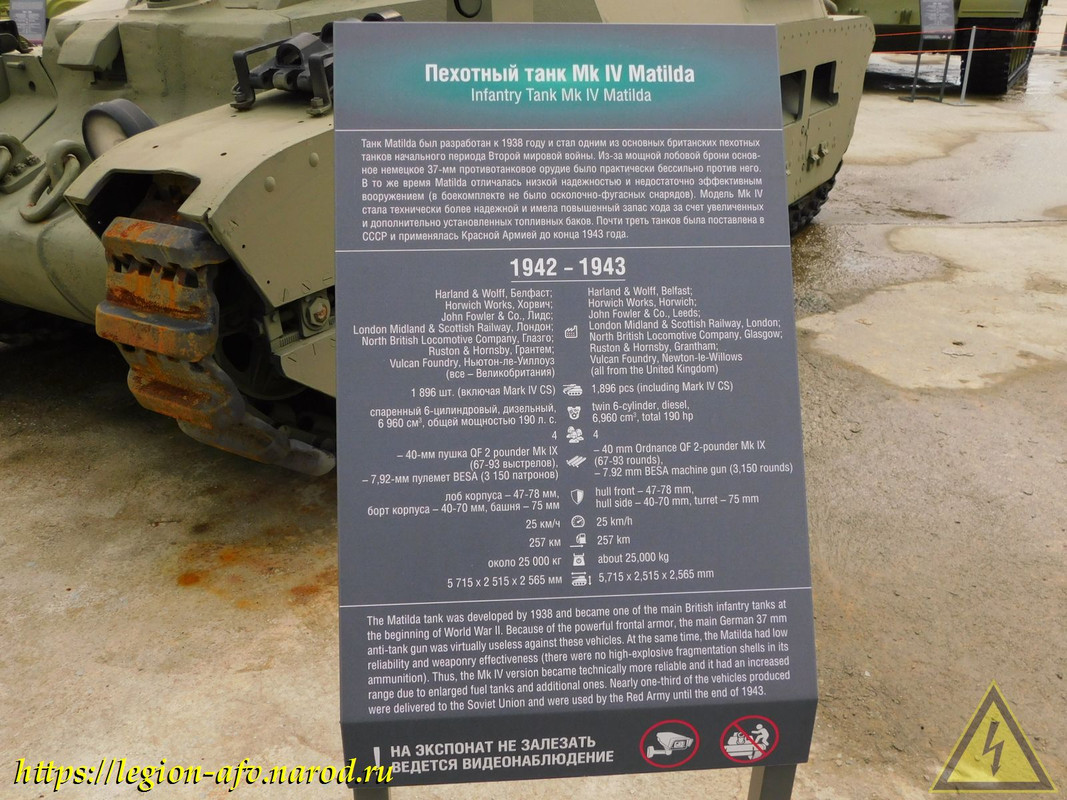 Пехотный танк Mk IV Matilda
Infantry Tank Mk IV Matilda
Танк Matilda был разработан к 1938 году и стал одним из основных британских пехотных
танков начального периода Второй мировой войны. Из-за мощной лобовой брони основ-
ное немецкое 37-мм противотанковое орудие было практически бессильно против него.
В то же время Matilda отличалась низкой надежностью и недостаточно эффективным
вооружением (в боекомплекте не было осколочно-фугасных снарядов). Модель Mk IV
стала технически более надежной и имела повышенный запас хода за счет увеличенных
и дополнительно установленных топливных баков. Почти треть танков была поставлена в
СССР и применялась Красной Армией до конца 1943 года.
1942 – 1943
Harland & Wolff, Белфаст;
Horwich Works, Хорвич;
John Fowler & Co., Лидс;
London Midland & Scottish Railway, Лондон;
North British Locomotive Company, Глазго;
Ruston & Hornsby, Грантем;
Vulcan Foundry, Ньютон-ле-Уиллоуз
(все – Великобритания)
Harland & Wolff, Belfast;
Horwich Works, Horwich;
John Fowler & Co., Leeds;
London Midland & Scottish Railway, London;
North British Locomotive Company, Glasgow;
Ruston & Hornsby, Grantham;
Vulcan Foundry, Newton-le-Willows
(all from the United Kingdom)
1 896 шт. (включая Mark IV CS)
1,896 pcs (including Mark IV CS)
спаренный 6-цилиндровый, дизельный,
6 960 см³, общей мощностью 190 л. с.
twin 6-cylinder, diesel,
6,960 cm³, total 190 hp
4
4
– 40-мм пушка QF 2 pounder Mk IX
(67-93 выстрелов),
– 7,92-мм пулемет BESA (3 150 патронов)
– 40 mm Ordnance QF 2-pounder Mk IX
(67-93 rounds),
– 7.92 mm BESA machine gun (3,150 rounds)
лоб корпуса – 47-78 мм,
борт корпуса – 40-70 мм, башня – 75 мм
hull front – 47-78 mm,
hull side – 40-70 mm, turret – 75 mm
25 км/ч
25 km/h
257 км
257 km
около 25 000 кг
about 25,000 kg
5 715 x 2 515 x 2 565 мм
5,715 x 2,515 x 2,565 mm
The Matilda tank was developed by 1938 and became one of the main British infantry tanks at
the beginning of World War II. Because of the powerful frontal armor, the main German 37 mm
anti-tank gun was virtually useless against these vehicles. At the same time, the Matilda had low
reliability and weaponry effectiveness (there were no high-explosive fragmentation shells in its
ammunition). Thus, the Mk IV version became technically more reliable and it had an increased
range due to enlarged fuel tanks and additional ones. Nearly one-third of the vehicles produced
were delivered to the Soviet Union and were used by the Red Army until the end of 1943.
! НА ЭКСПОНАТ НЕ ЗАЛЕЗАТЬ
ВЕДЕТСЯ ВИДЕОНАБЛЮДЕНИЕ
https://legion-afv.narod.ru